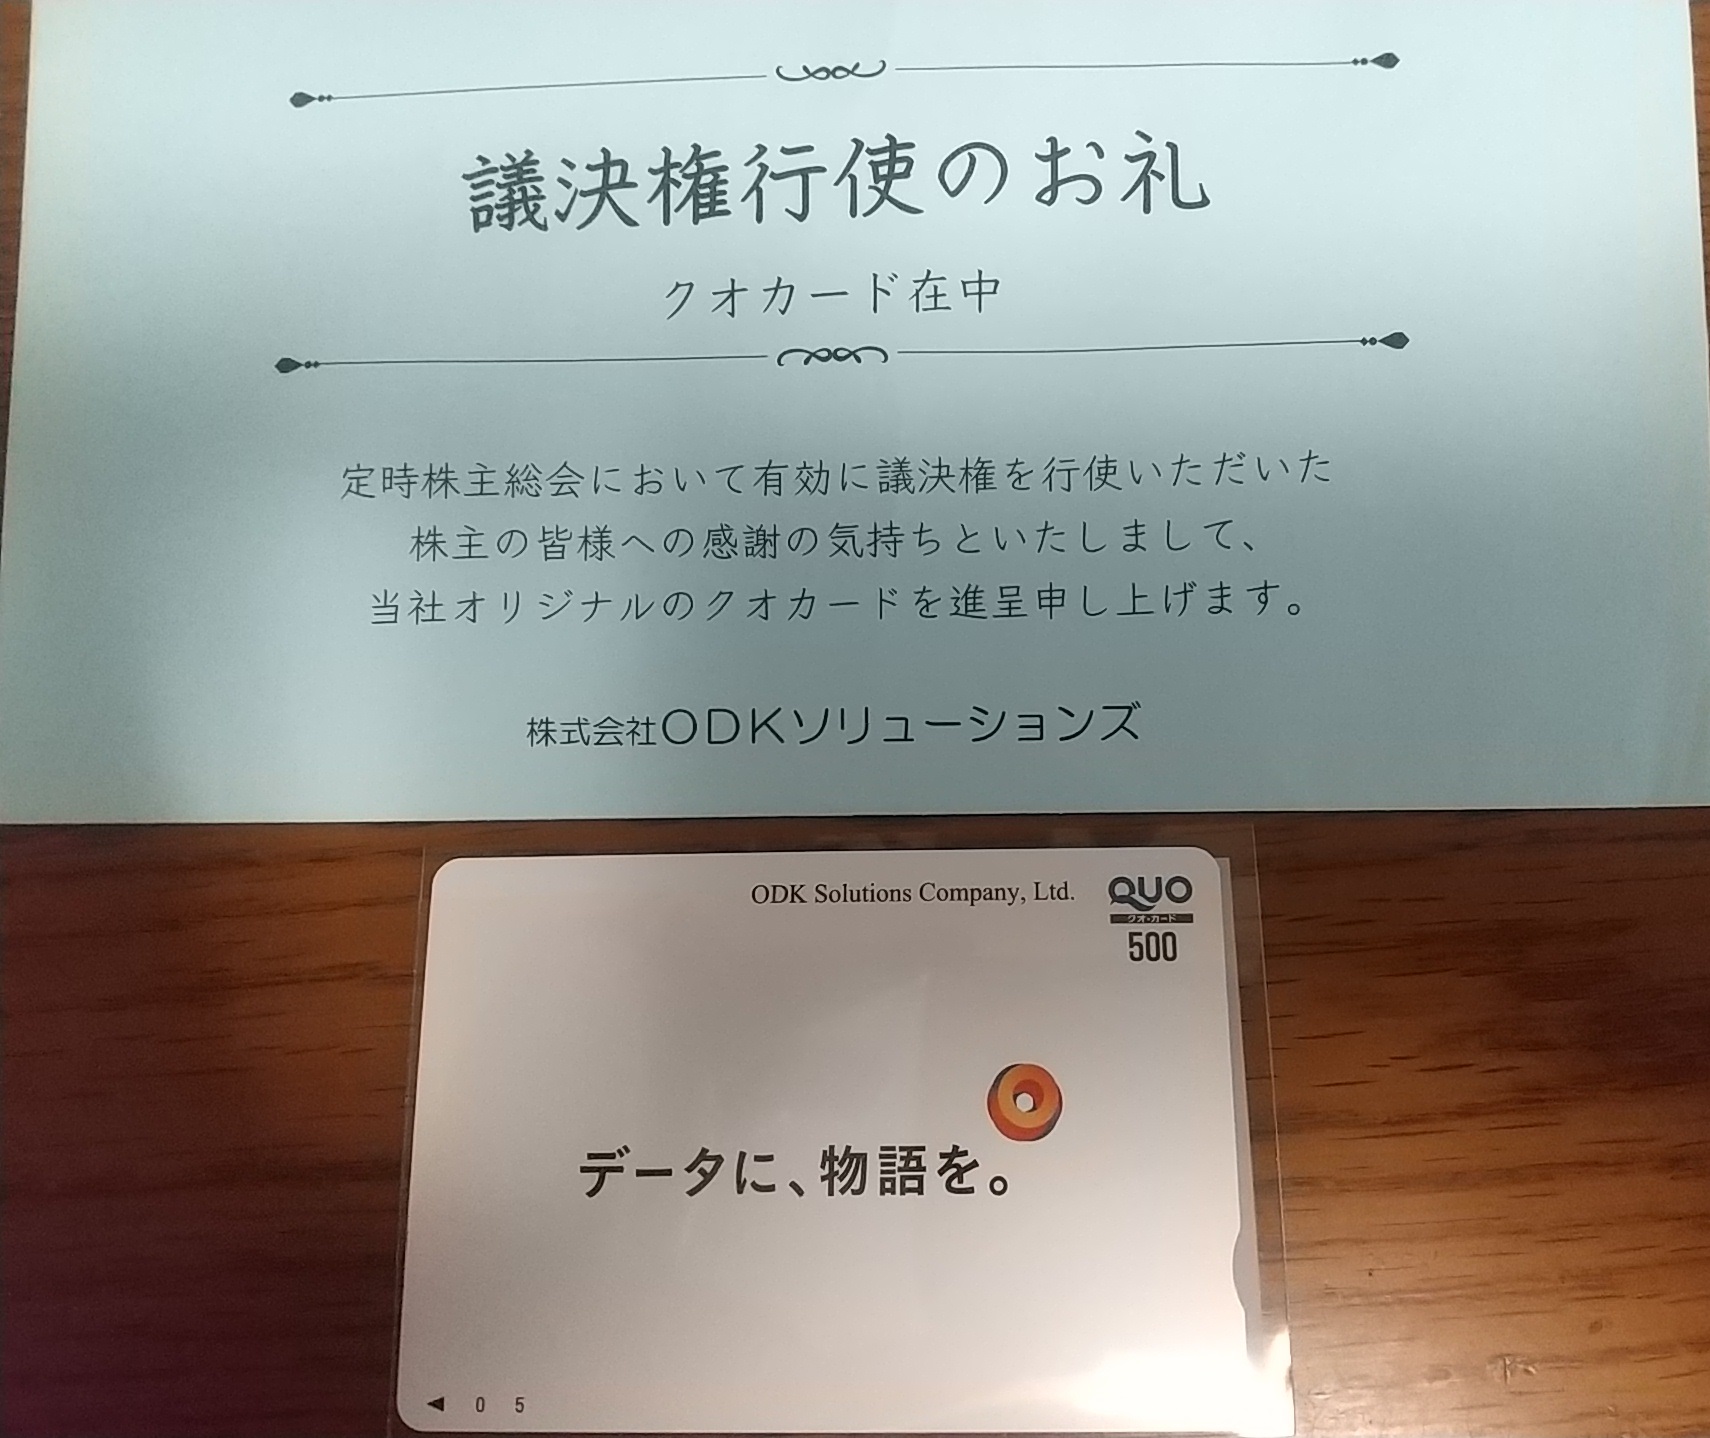 議決権行使のお礼
クオカード在中
定時株主総会において有効に議決権を行使いただいた
株主の皆様への感謝の気持ちといたしまして、
当社オリジナルのクオカードを進呈申し上げます。
株式会社ODKソリューションズ
ODK Solutions Company, Ltd.
QUO
クオ・カード
500
データに、物語を。
◀ 0 5